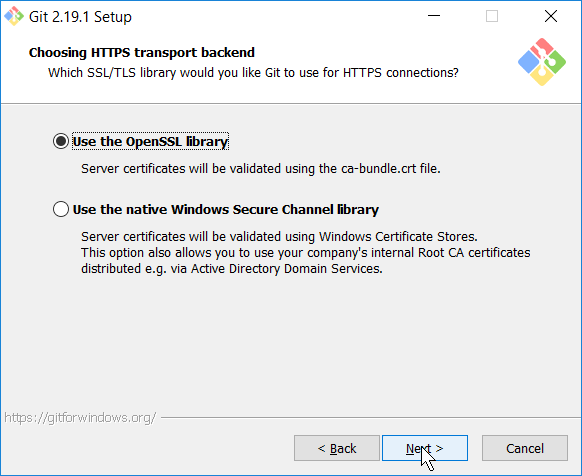 Git 2.19.1 Setup
Choosing HTTPS transport backend
Which SSL/TLS library would you like Git to use for HTTPS connections?
Use the OpenSSL library
Server certificates will be validated using the ca-bundle.crt file.
Use the native Windows Secure Channel library
Server certificates will be validated using Windows Certificate Stores.
This option also allows you to use your company's internal Root CA certificates
distributed e.g. via Active Directory Domain Services.
https://gitforwindows.org/
< Back
Next >
Cancel